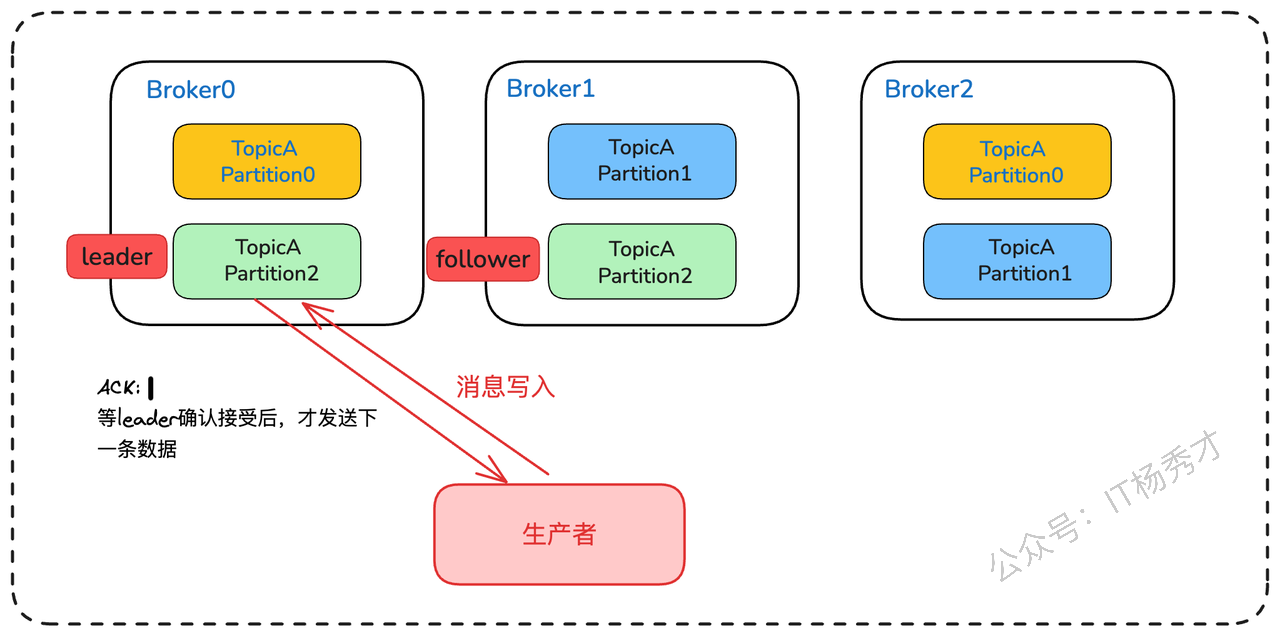 Broker0
TopicA
Partition0
leader
TopicA
Partition2
Broker1
TopicA
Partition1
follower
TopicA
Partition2
Broker2
TopicA
Partition0
TopicA
Partition1
ACK: 1
等leader确认接受后，才发送下
一条数据
消息写入
生产者
公众号：IT杨秀才